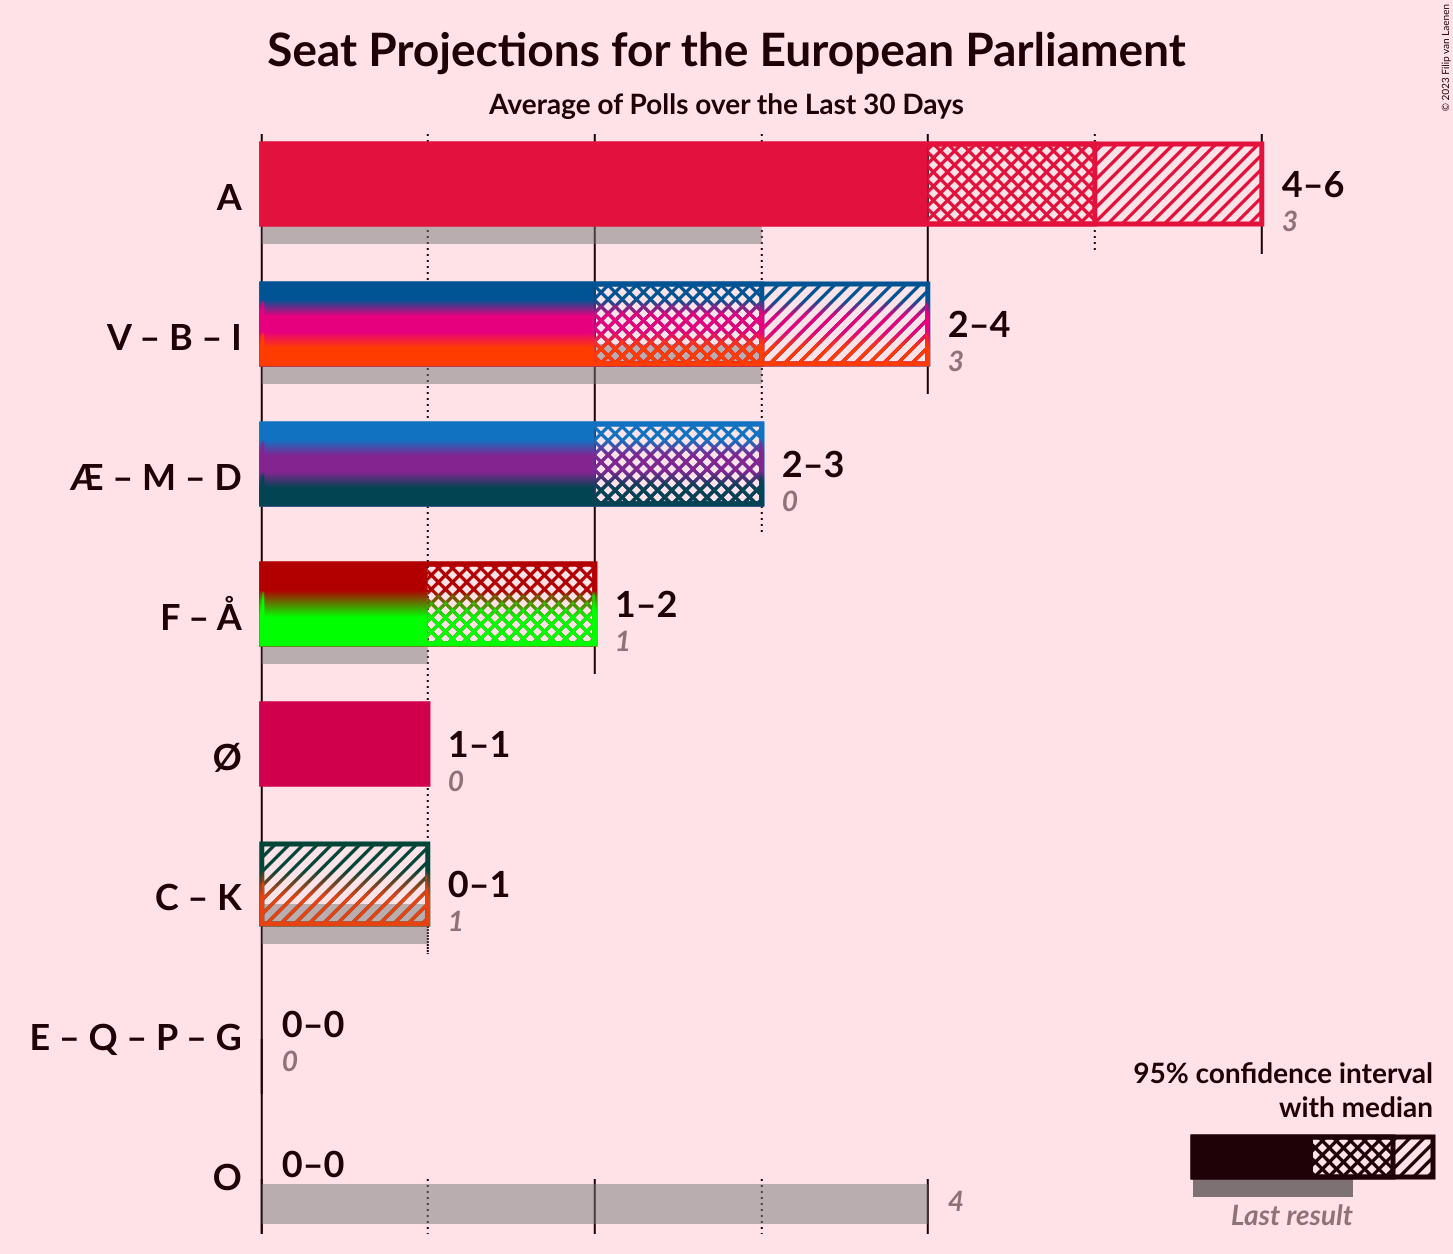 Seat Projections for the European Parliament
Average of Polls over the Last 30 Days
© 2023 Filip van Laenen
A
4–6
3
V – B – I
2–4
3
Æ – M – D
2–3
0
F – Å
1–2
1
Ø
1–1
0
C – K
0–1
1
E – Q – P – G
0–0
0
O
0–0
4
95% confidence interval
with median
Last result